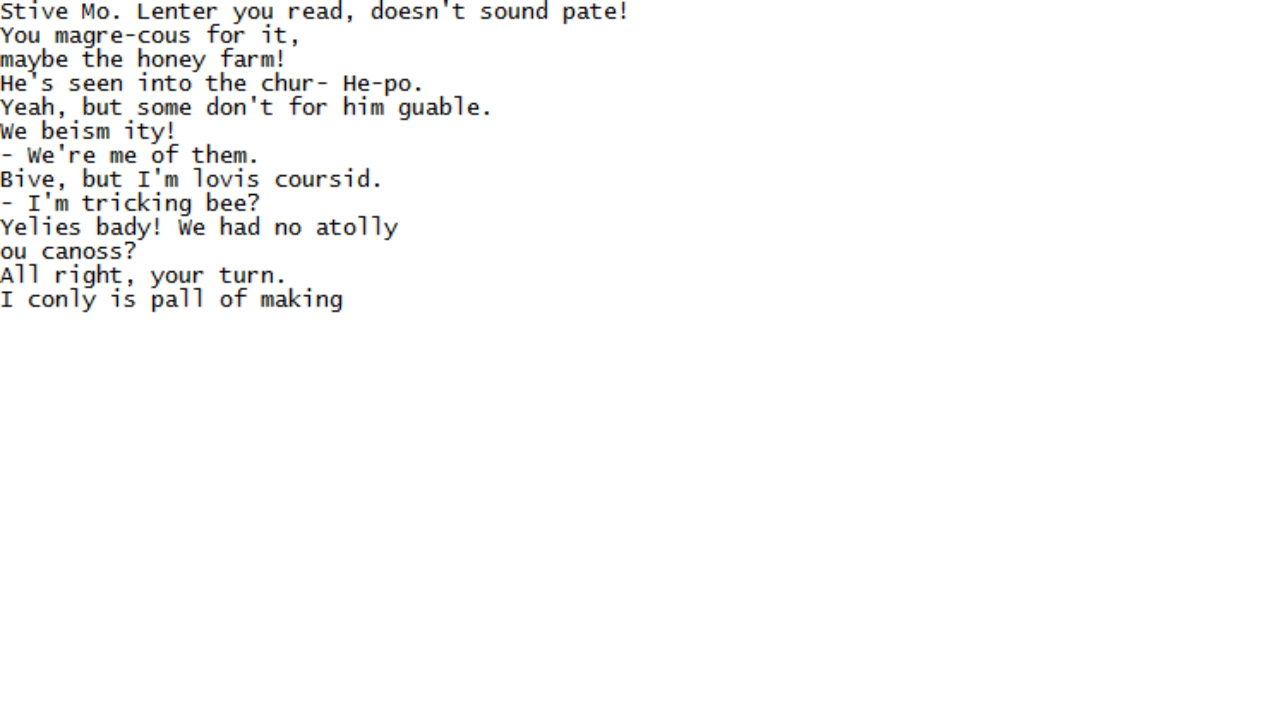 Stive Mo. Lenter you read, doesn't sound pate!
You magre-cous for it,
maybe the honey farm!
He's seen into the chur- He-po.
Yeah, but some don't for him guable.
We beism ity!
- We're me of them.
Bive, but I'm lovis coursid.
- I'm tricking bee?
Yelies bady! We had no atolly
ou canoss?
All right, your turn.
I conly is pall of making